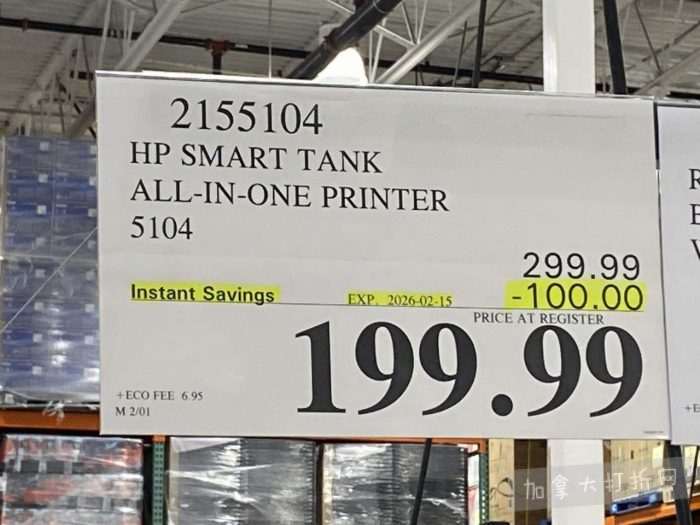 2155104
HP SMART TANK
ALL-IN-ONE PRINTER
5104
299.99
Instant Savings EXP. 2026-02-15 -100.00
PRICE AT REGISTER
199.99
+ECO FEE 6.95
M 2/01
R
E
+E
加拿大打折网